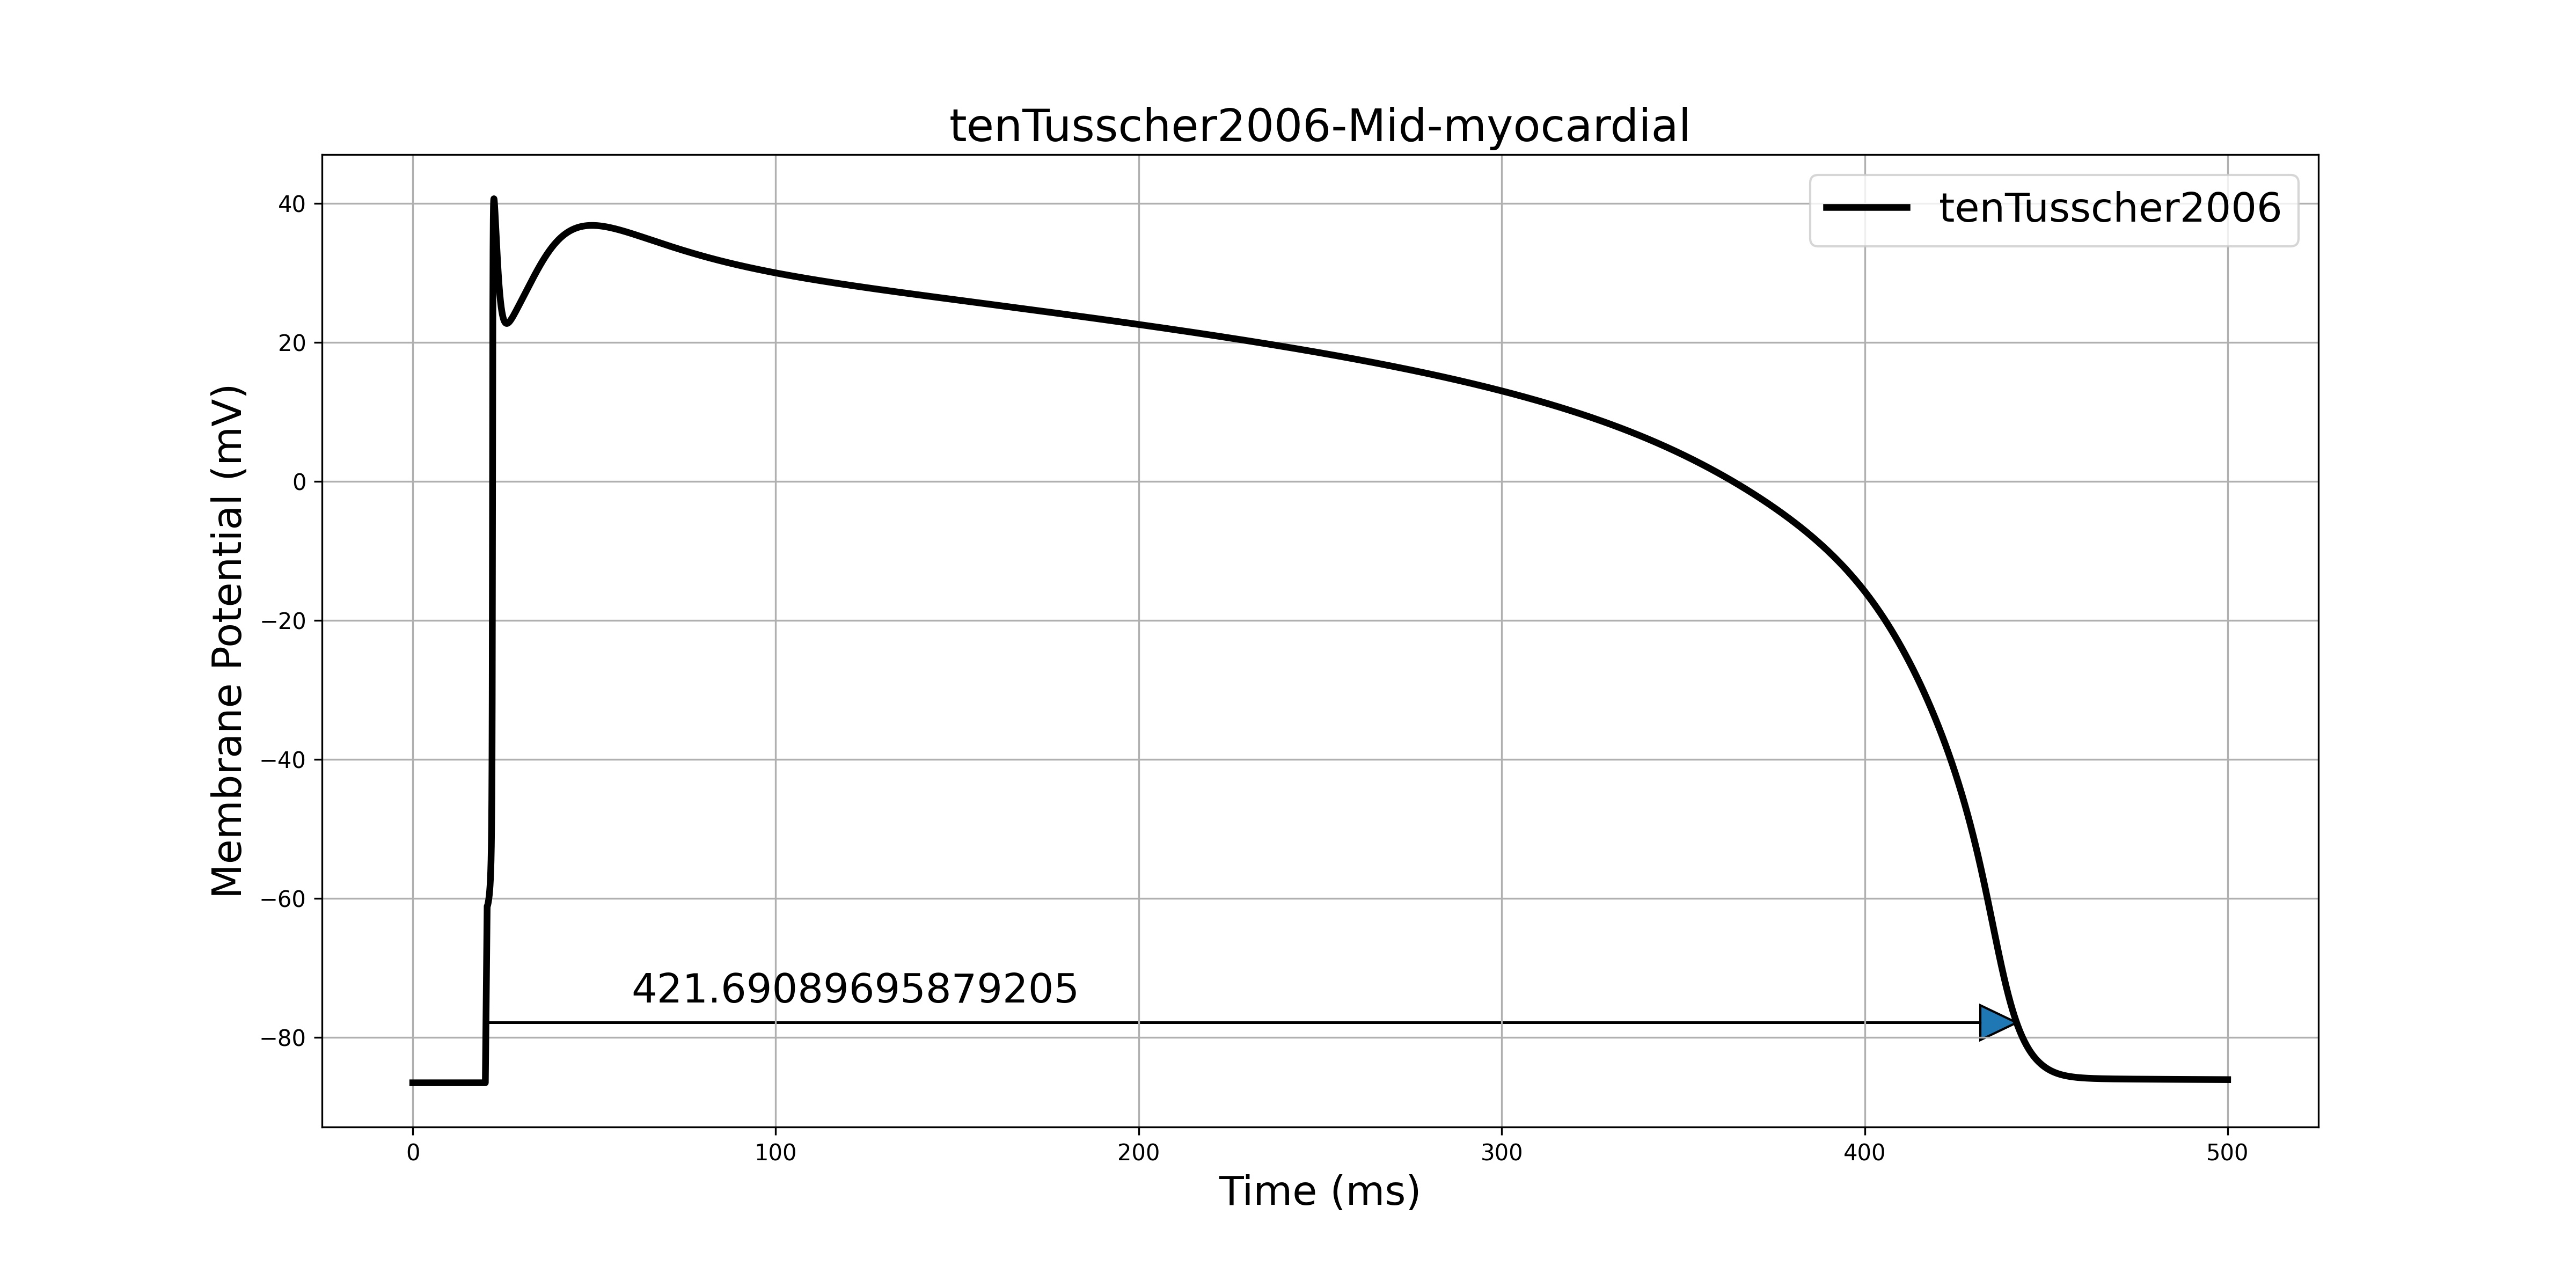 tenTusscher2006-Mid-myocardial
tenTusscher2006
Membrane Potential (mV)
40
20
0
−20
−40
−60
−80
421.69089695879205
0 100 200 300 400 500
Time (ms)